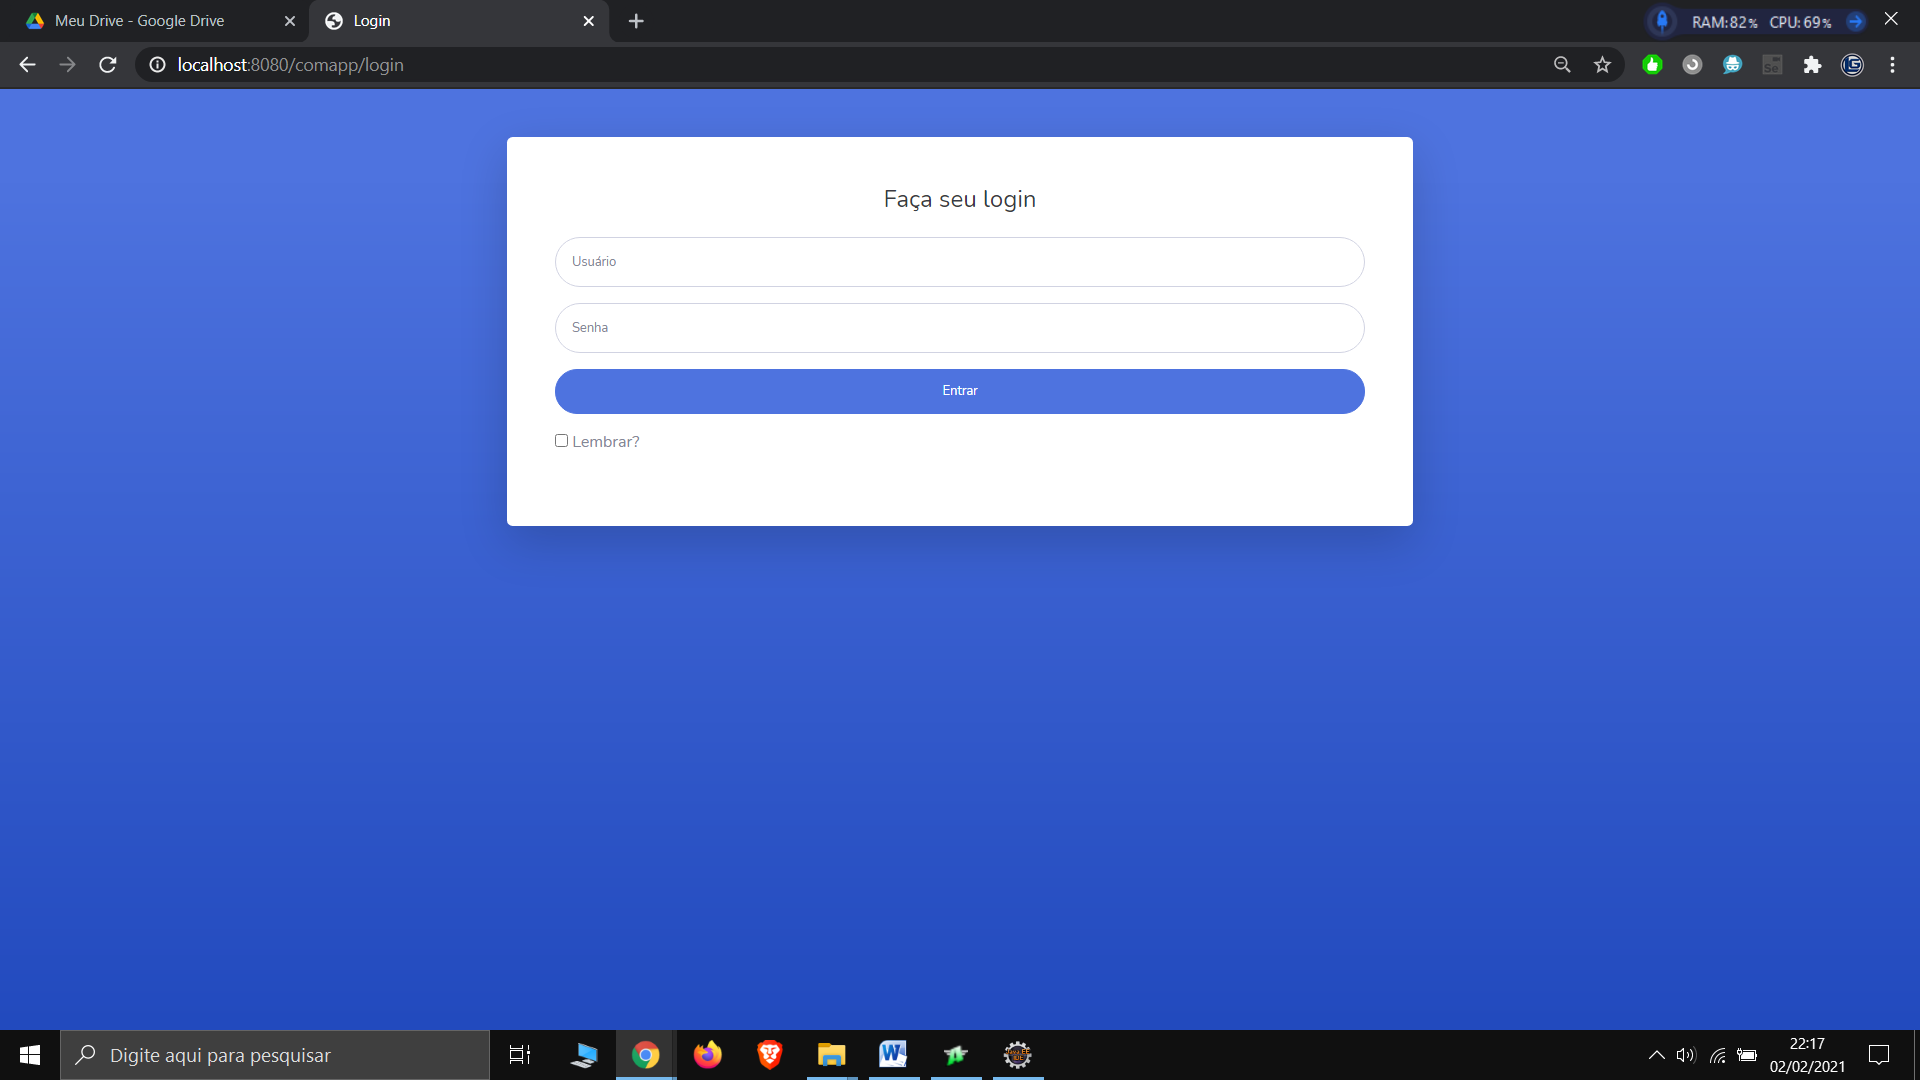 Meu Drive - Google Drive
Login
RAM:82% CPU:69%
localhost:8080/comapp/login
Se
Faça seu login
Usuário
Senha
Entrar
Lembrar?
Digite aqui para pesquisar
22:17
02/02/2021